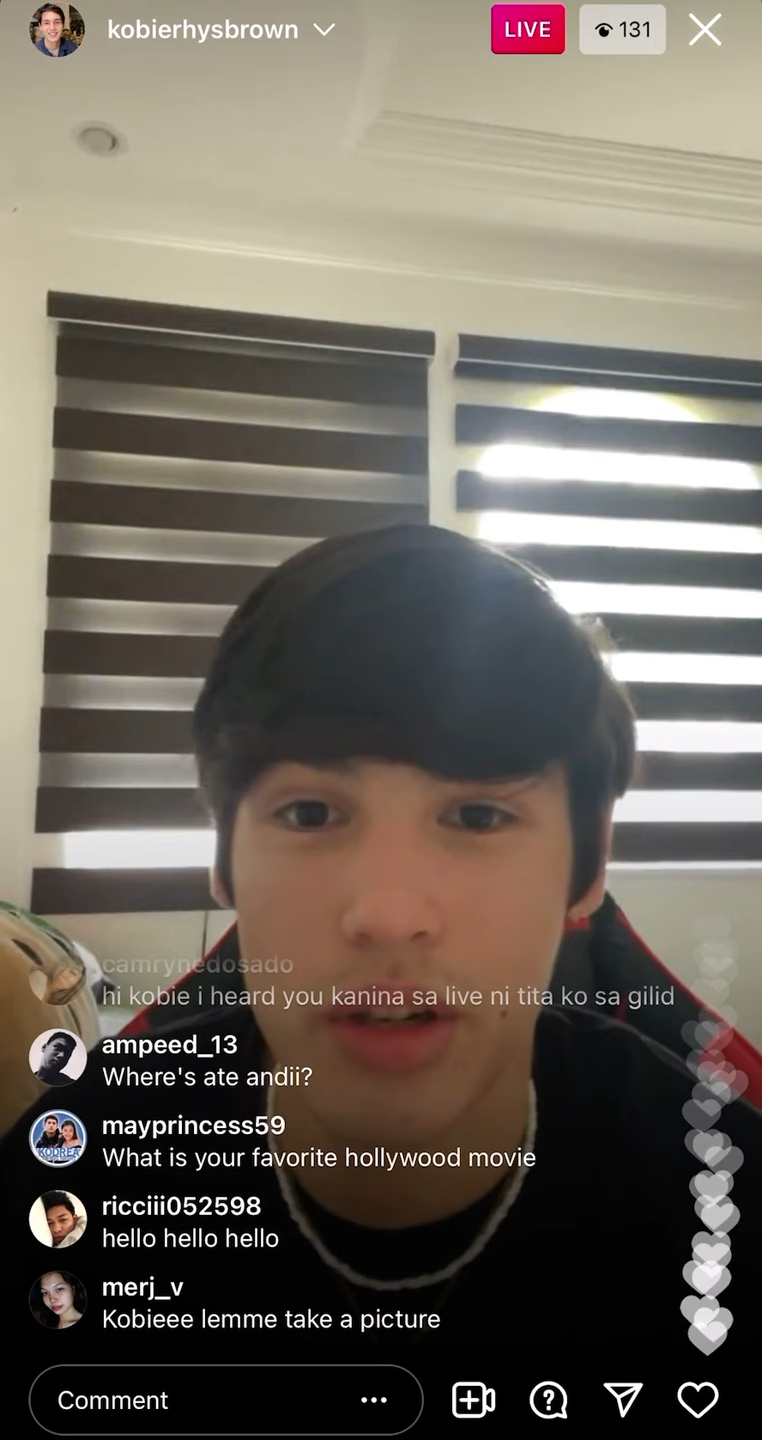 kobierhysbrown
LIVE
131
camrynedosado
hi kobie i heard you kanina sa live ni tita ko sa gilid
ampeed_13
Where's ate andii?
mayprincess59
KODREA
What is your favorite hollywood movie
ricciii052598
hello hello hello
merj_v
Kobieee lemme take a picture
Comment